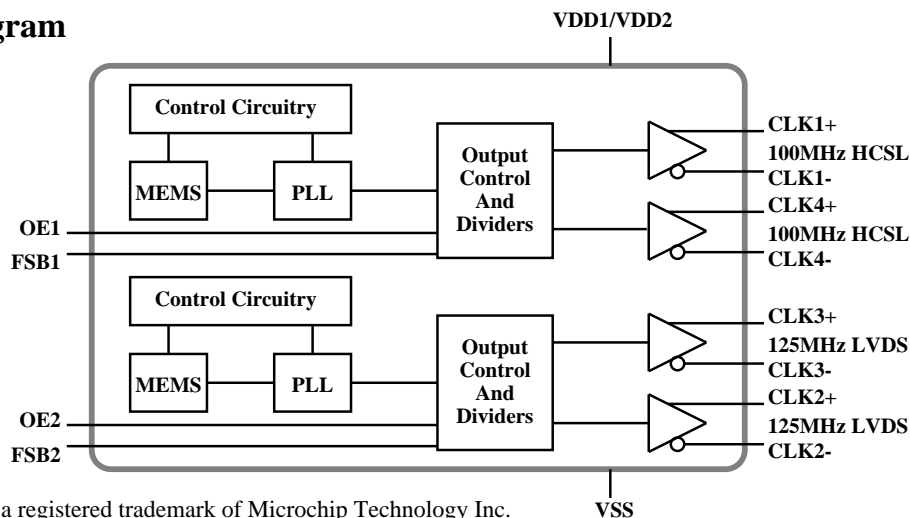 gram
VDD1/VDD2
Control Circuitry
MEMS
PLL
Output
Control
And
Dividers
CLK1+
100MHz HCSL
CLK1-
CLK4+
100MHz HCSL
CLK4-
OE1
FSB1
Control Circuitry
MEMS
PLL
Output
Control
And
Dividers
CLK3+
125MHz LVDS
CLK3-
CLK2+
125MHz LVDS
CLK2-
OE2
FSB2
VSS
a registered trademark of Microchip Technology Inc.